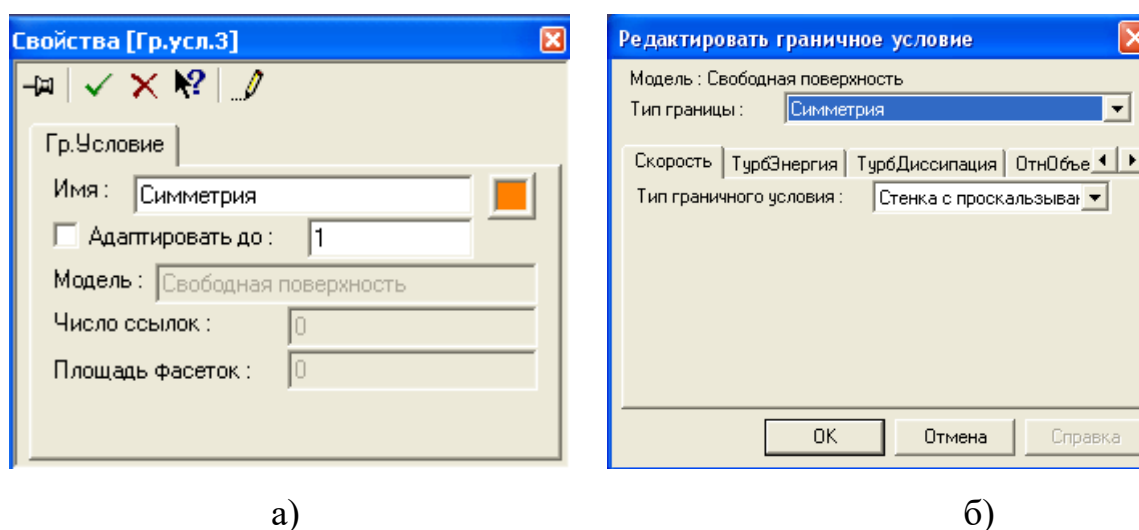 Свойства [Гр.усл.3]
Гр.Условие
Имя : Симметрия
Адаптировать до : 1
Модель : Свободная поверхность
Число ссылок : 0
Площадь фасеток : 0
а)
Редактировать граничное условие
Модель : Свободная поверхность
Тип границы : Симметрия
Скорость ТурбЭнергия ТурбДиссипация ОтнОбъе
Тип граничного условия : Стенка с проскальзыван
OK Отмена Справка
б)